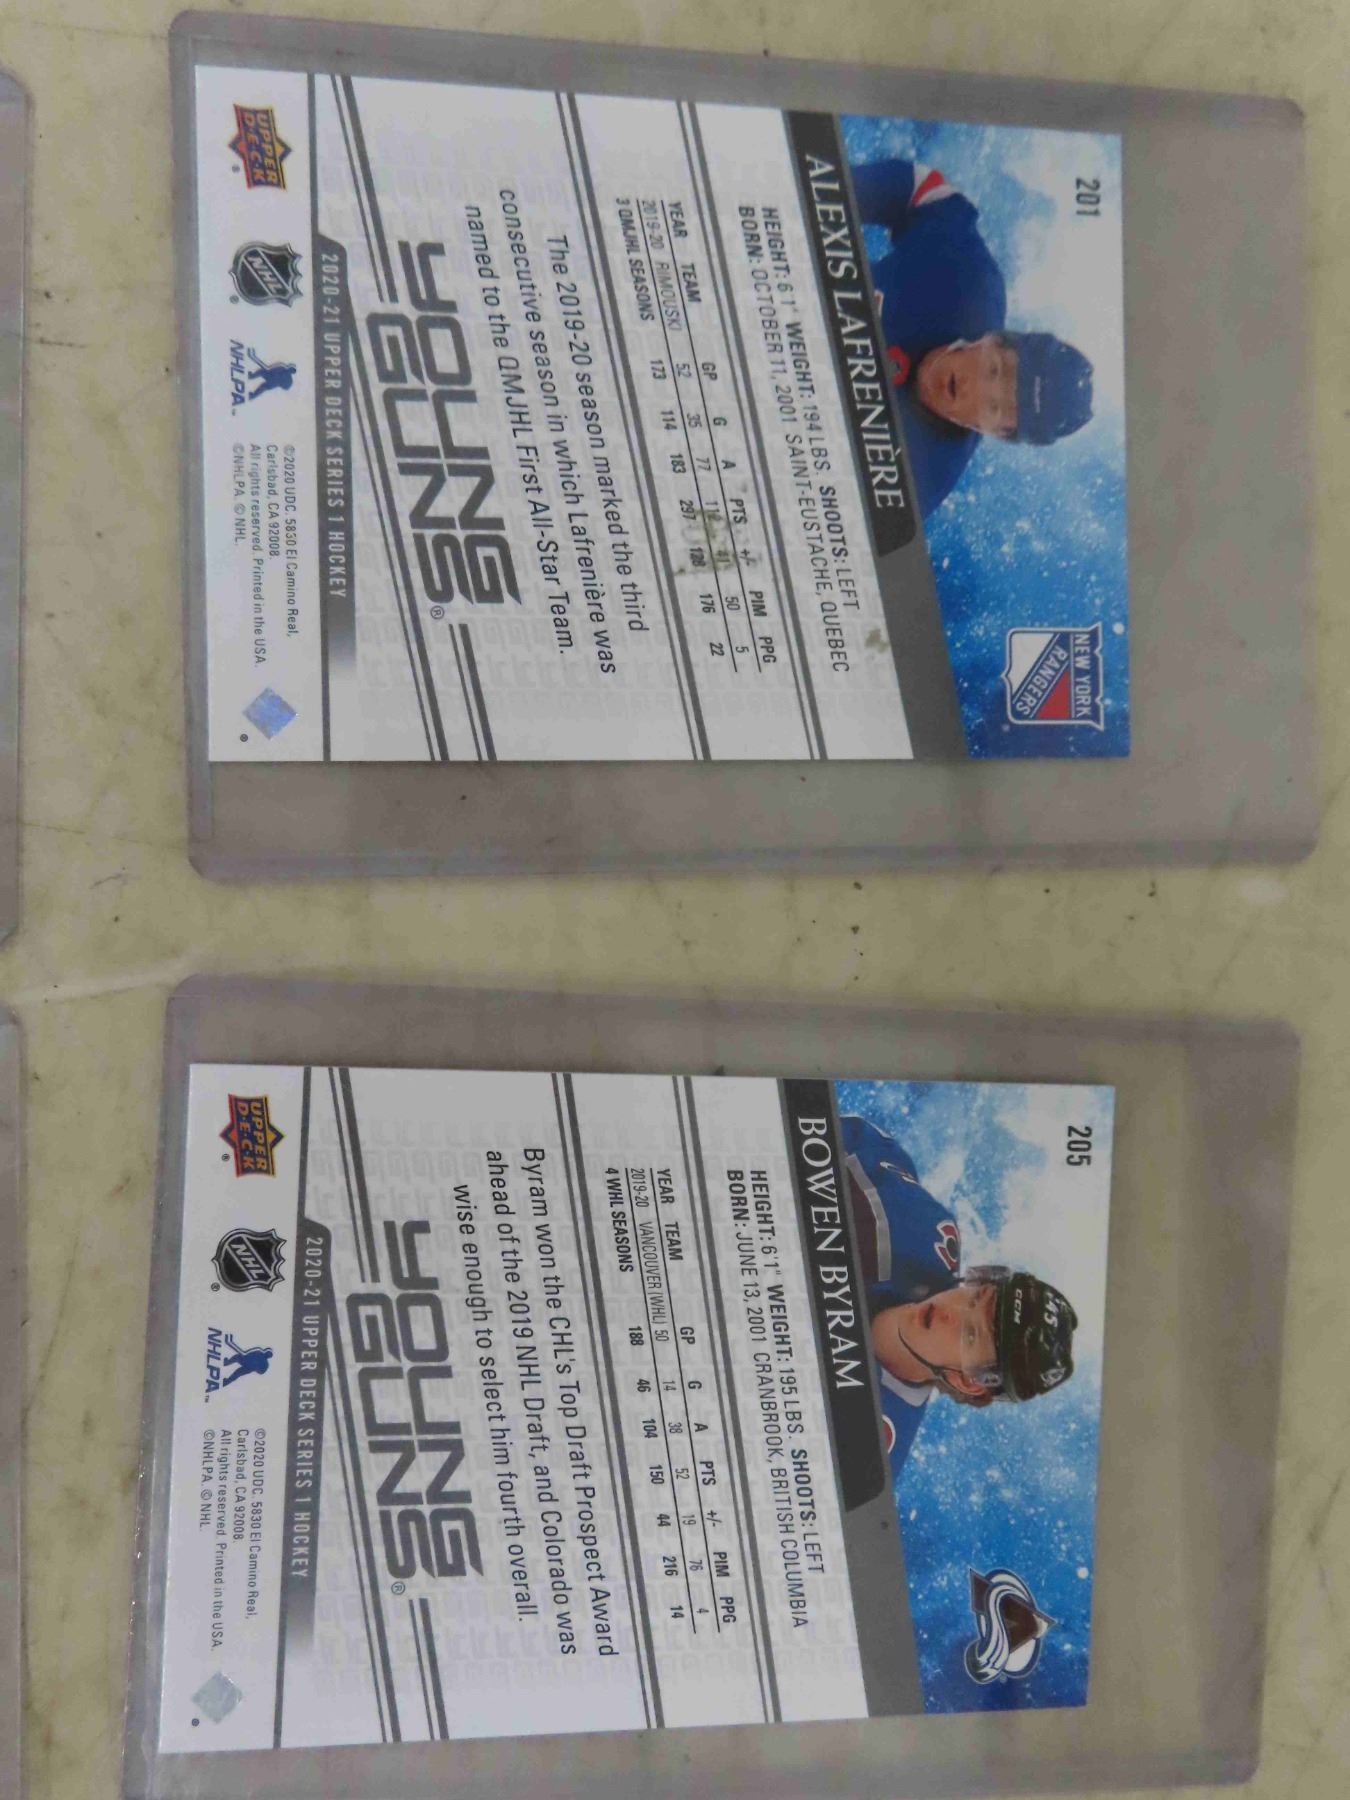 201
NEW YORK
RANGERS
ALEXIS LAFRENIÈRE
HEIGHT: 6'1" WEIGHT: 194 LBS. SHOOTS: LEFT
BORN: OCTOBER 11, 2001 SAINT-EUSTACHE, QUEBEC
YEAR TEAM GP G A PTS +/- PIM PPG
2019-20 RIMOUSKI 52 35 77 50 5
3 QMJHL SEASONS 173 114 183 297 108 176 22
The 2019-20 season marked the third
consecutive season in which Lafrenière was
named to the QMJHL First All-Star Team.
YOUNG
GUNS®
2020-21 UPPER DECK SERIES 1 HOCKEY
UPPER
D·E·C·K
®
NHL
®
NHLPA™
©2020 UDC. 5830 El Camino Real,
Carlsbad, CA 92008.
All rights reserved. Printed in the USA.
©NHLPA. © NHL.
®
205
45
CCM
BOWEN BYRAM
HEIGHT: 6'1" WEIGHT: 195 LBS. SHOOTS: LEFT
BORN: JUNE 13, 2001 CRANBROOK, BRITISH COLUMBIA
YEAR TEAM GP G A PTS +/- PIM PPG
2019-20 VANCOUVER (WHL) 50 14 38 52 19 76 4
4 WHL SEASONS 188 46 104 150 44 216 14
Byram won the CHL's Top Draft Prospect Award
ahead of the 2019 NHL Draft, and Colorado was
wise enough to select him fourth overall.
YOUNG
GUNS®
2020-21 UPPER DECK SERIES 1 HOCKEY
UPPER
D·E·C·K
®
NHL
®
NHLPA™
©2020 UDC. 5830 El Camino Real,
Carlsbad, CA 92008.
All rights reserved. Printed in the USA.
©NHLPA. © NHL.
®